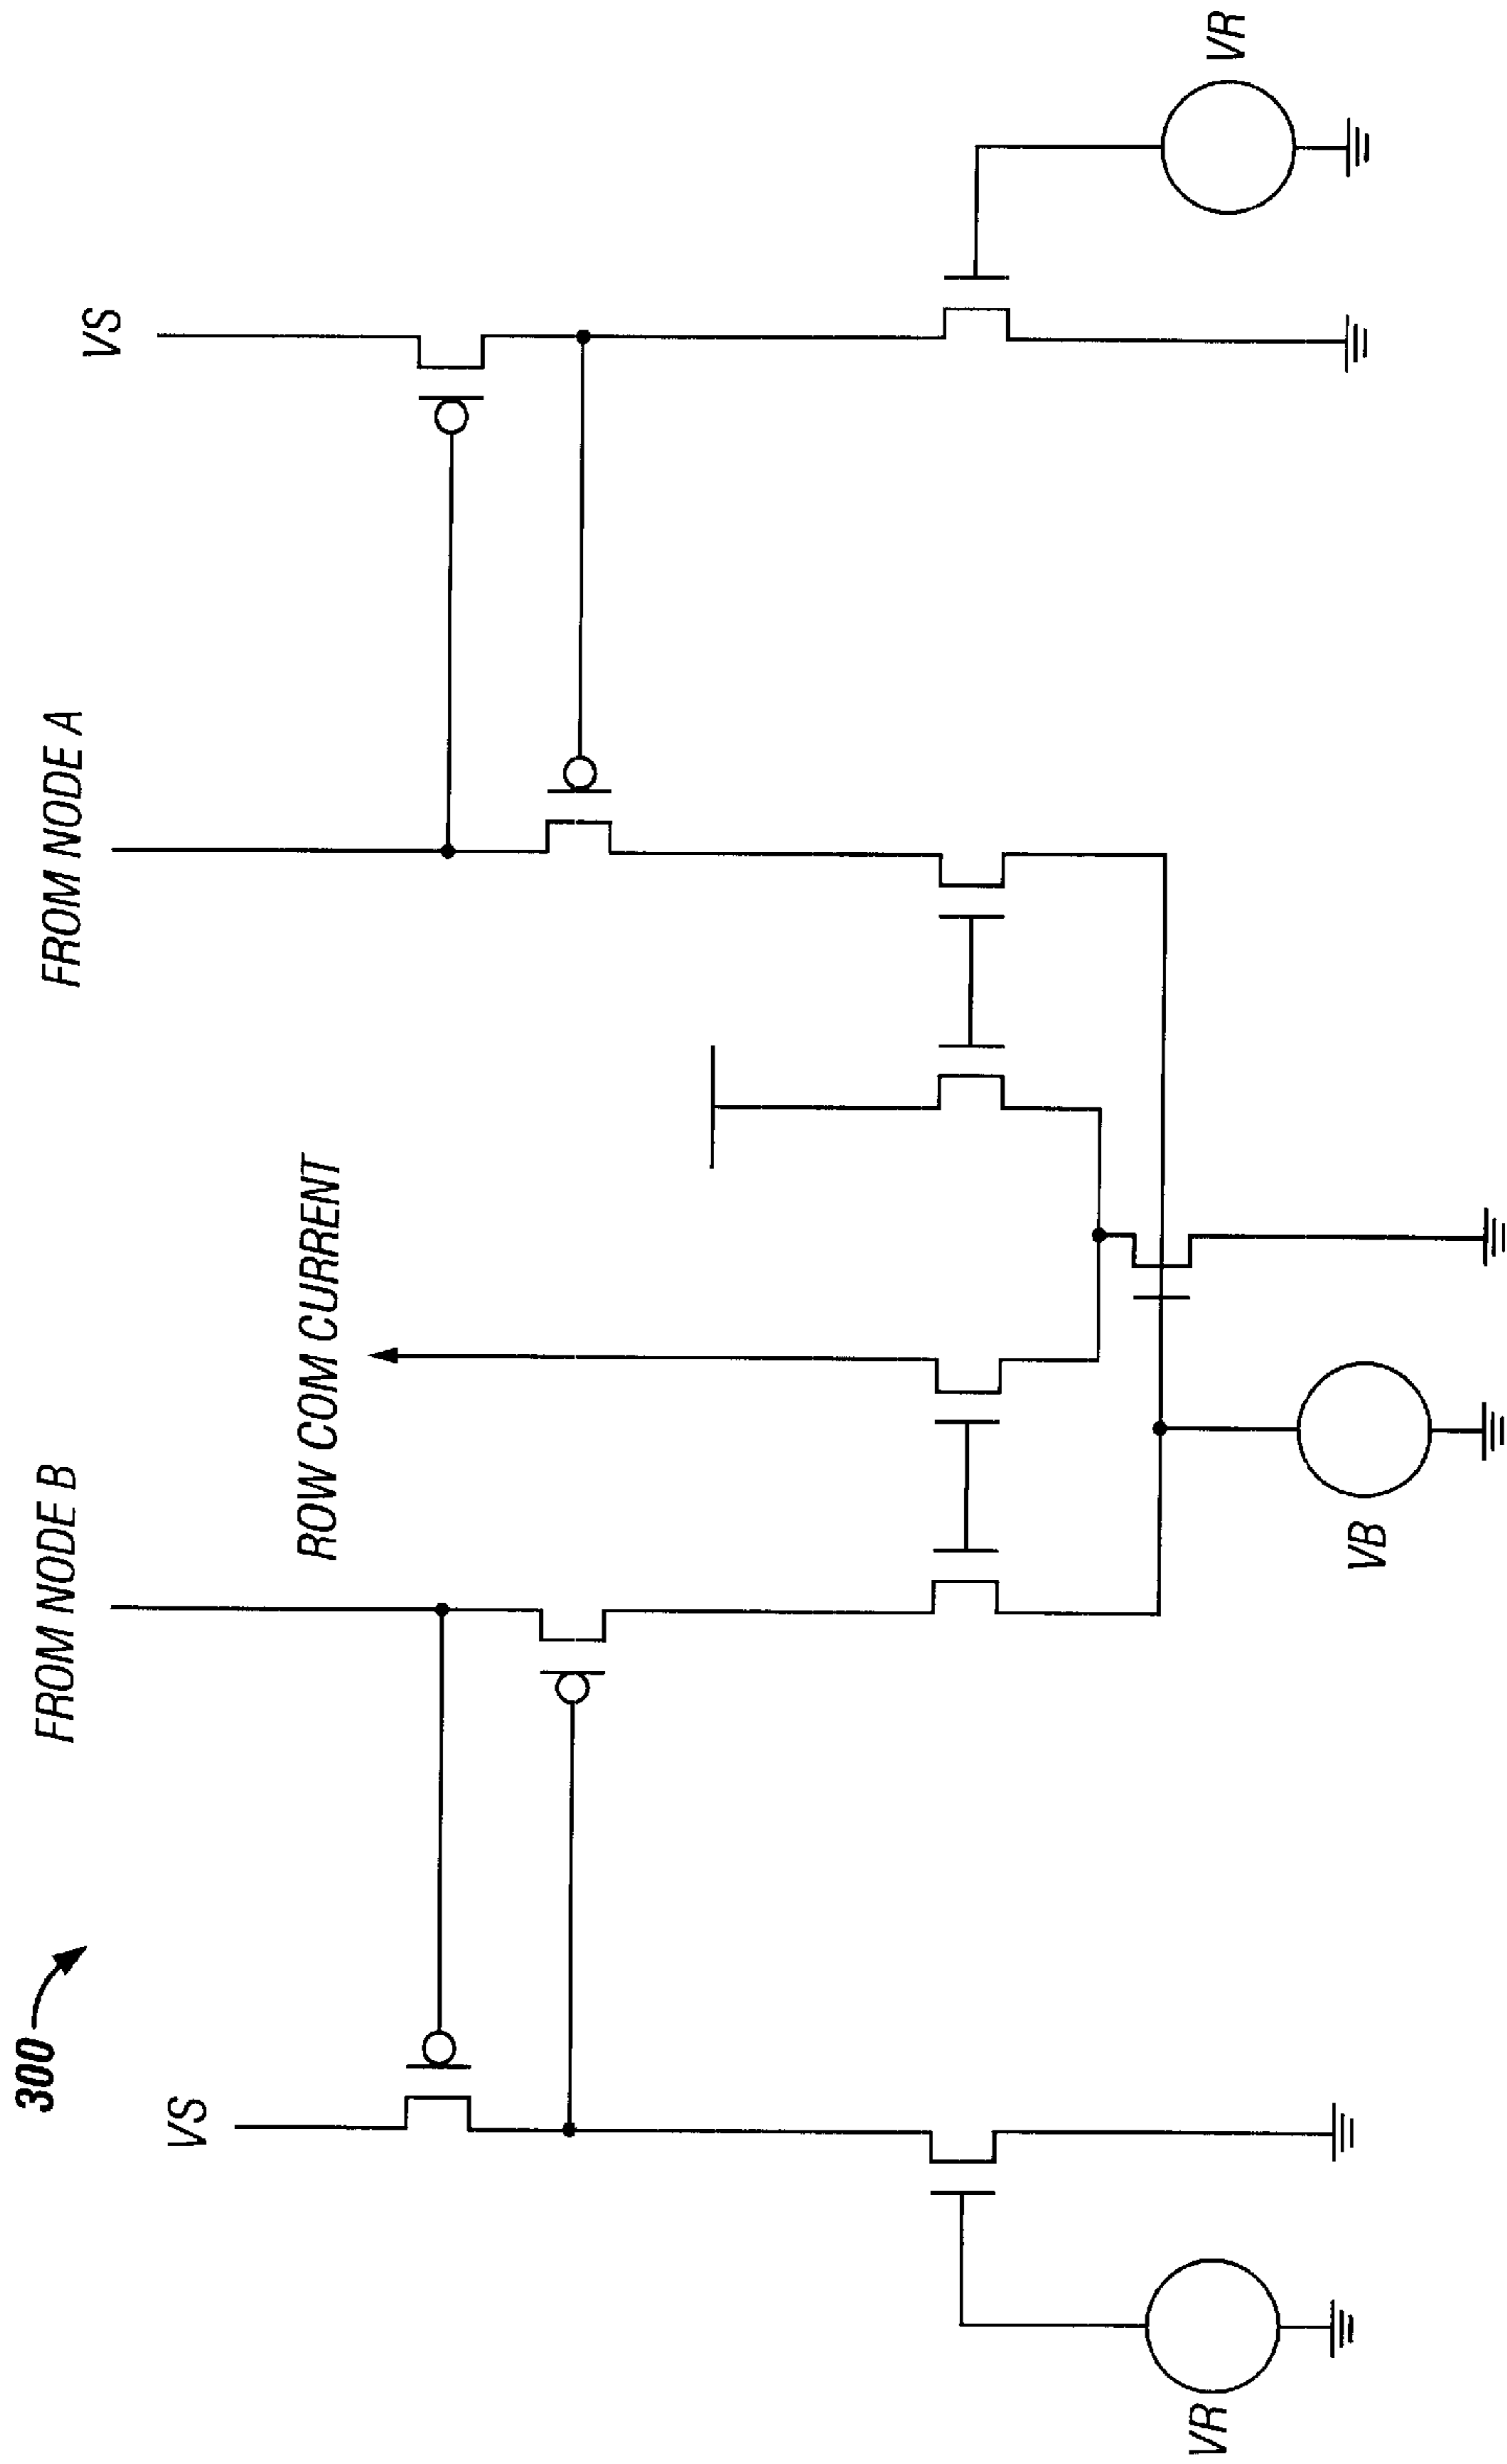 300
FROM NODE B
FROM NODE A
VS
VS
ROW COM CURRENT
VR
VB
VR